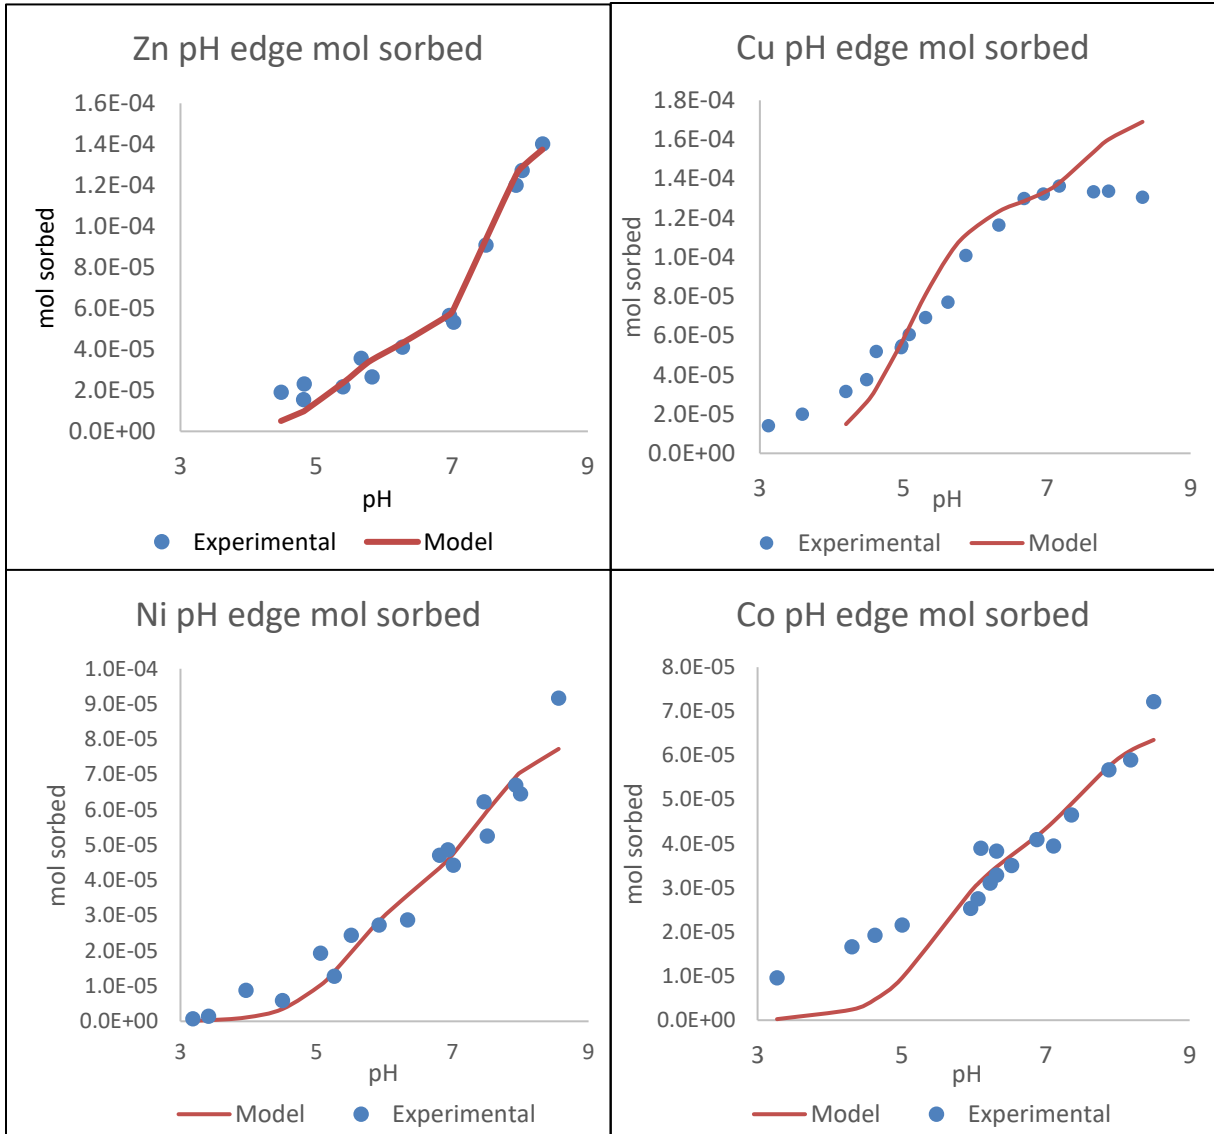 Zn pH edge mol sorbed
1.6E-04
1.4E-04
1.2E-04
1.0E-04
8.0E-05
6.0E-05
4.0E-05
2.0E-05
0.0E+00
mol sorbed
3 5 7 9
pH
Experimental Model
Cu pH edge mol sorbed
1.8E-04
1.6E-04
1.4E-04
1.2E-04
1.0E-04
8.0E-05
6.0E-05
4.0E-05
2.0E-05
0.0E+00
mol sorbed
3 5 7 9
pH
Experimental Model
Ni pH edge mol sorbed
1.0E-04
9.0E-05
8.0E-05
7.0E-05
6.0E-05
5.0E-05
4.0E-05
3.0E-05
2.0E-05
1.0E-05
0.0E+00
mol sorbed
3 5 7 9
pH
Model Experimental
Co pH edge mol sorbed
8.0E-05
7.0E-05
6.0E-05
5.0E-05
4.0E-05
3.0E-05
2.0E-05
1.0E-05
0.0E+00
mol sorbed
3 5 7 9
pH
Model Experimental